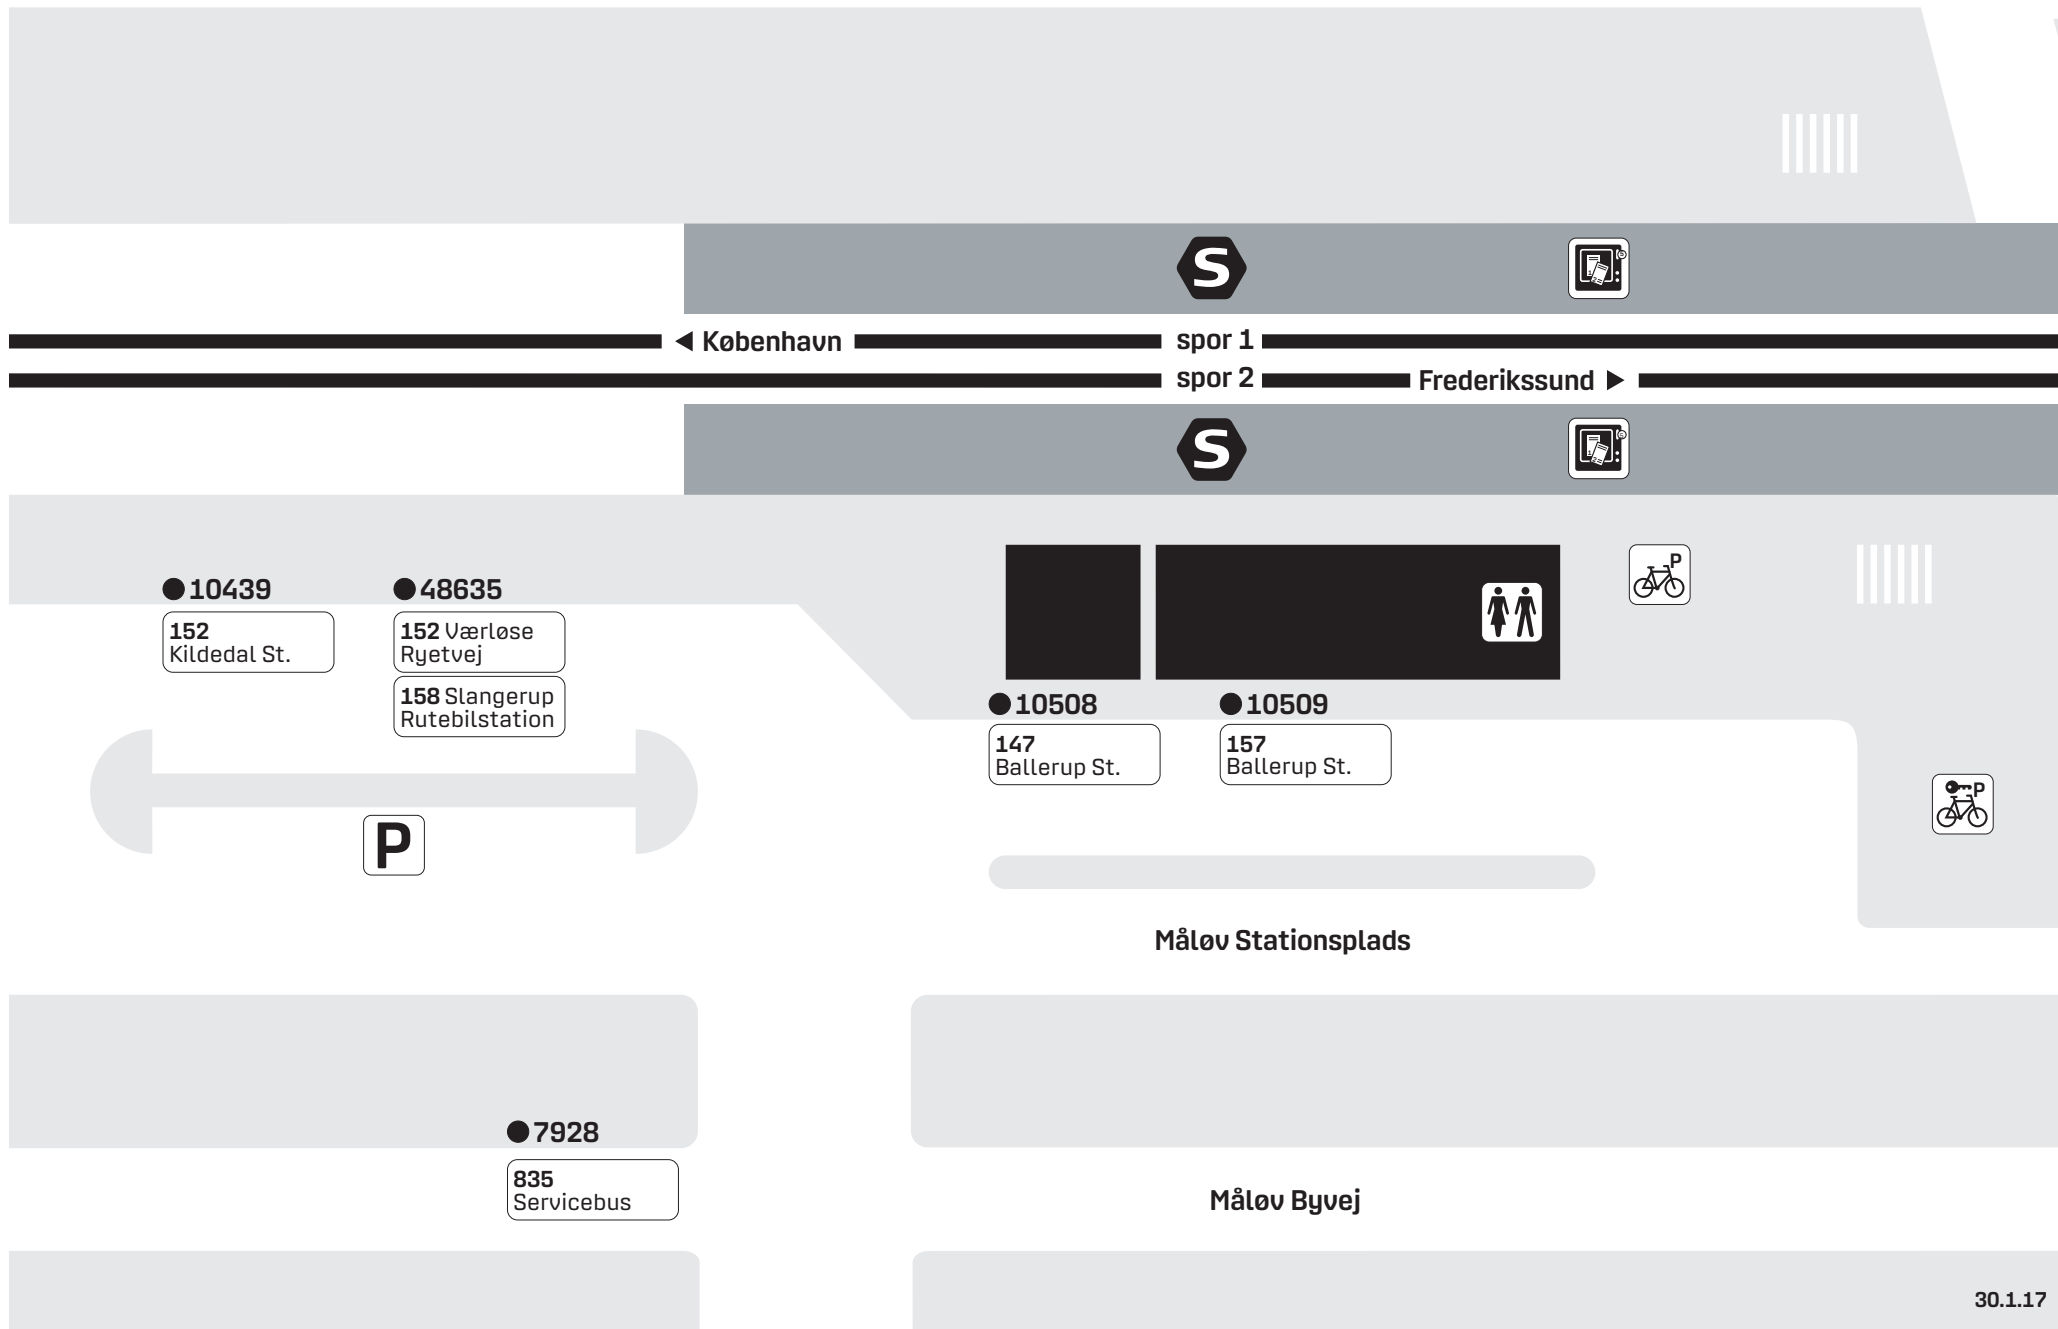 S
København
spor 1
spor 2
Frederikssund
S
10439
152
Kildedal St.
48635
152 Værløse
Ryetvej
158 Slangerup
Rutebilstation
P
10508
147
Ballerup St.
10509
157
Ballerup St.
P
P
Måløv Stationsplads
7928
835
Servicebus
Måløv Byvej
30.1.17